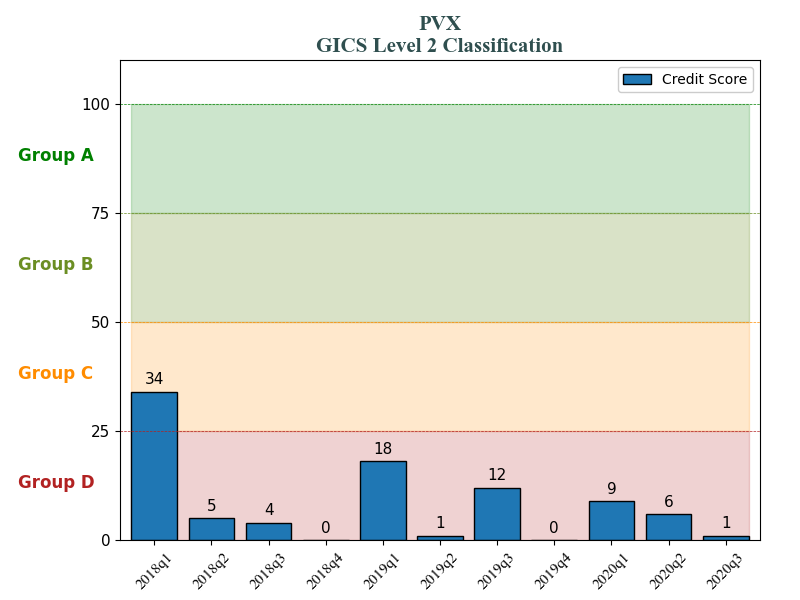 PVX
GICS Level 2 Classification
Credit Score
100
Group A
75
Group B
50
Group C
34
25
18
12
Group D
9
5
4
0
1
0
6
1
0
2018q1
2018q2
2018q3
2018q4
2019q1
2019q2
2019q3
2019q4
2020q1
2020q2
2020q3